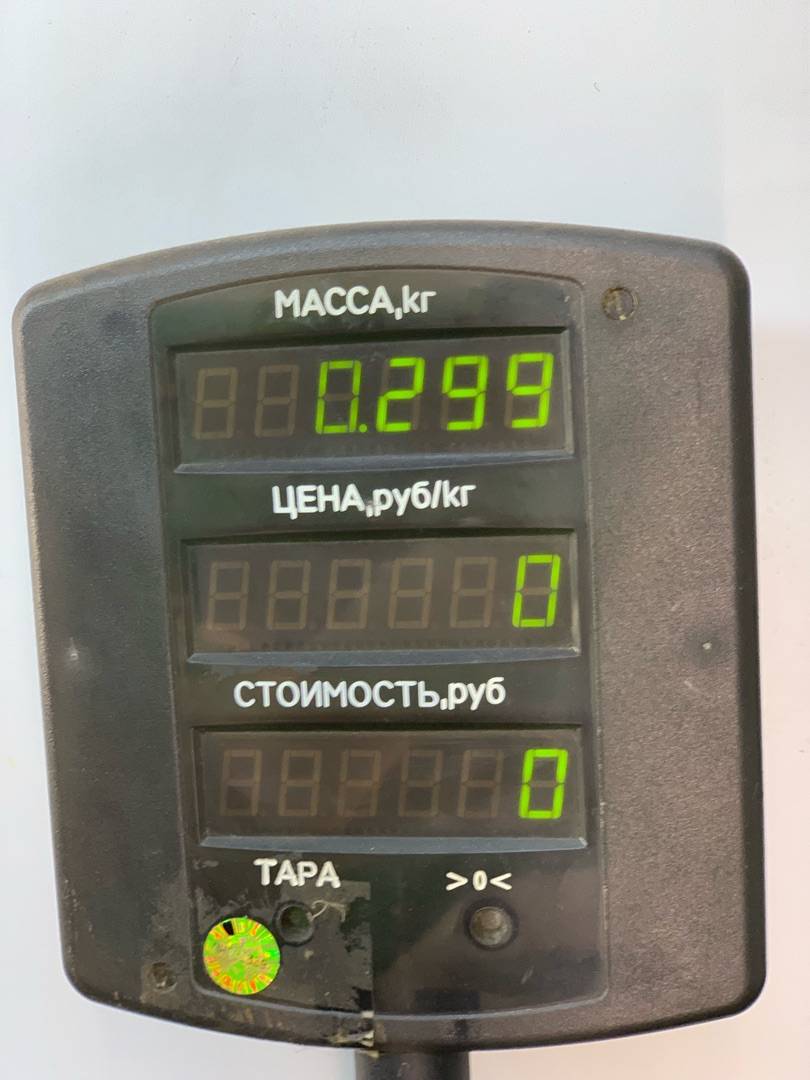 МАССА,кг
0.299
ЦЕНА,руб/кг
0
СТОИМОСТЬ,руб
0
ТАРА >0<